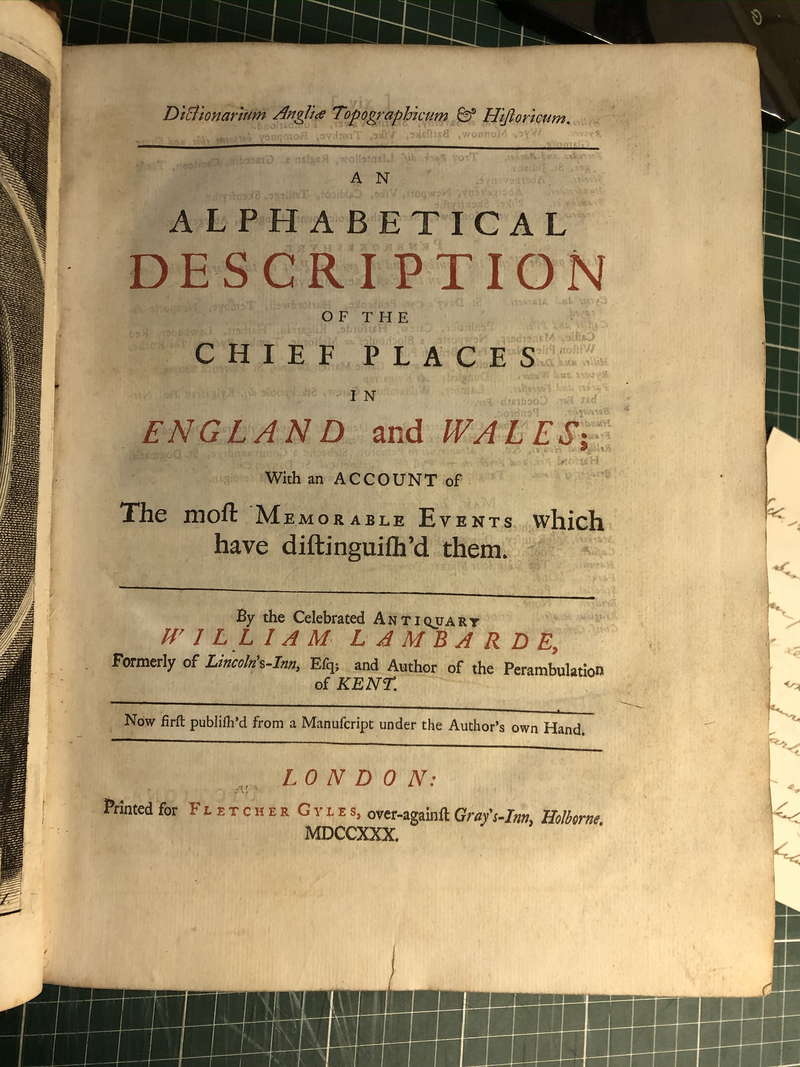 Dictionarium Angliæ Topographicum & Hiſtoricum.
AN
ALPHABETICAL
DESCRIPTION
OF THE
CHIEF PLACES
IN
ENGLAND and WALES;
With an ACCOUNT of
The moſt MEMORABLE EVENTS which
have diſtinguiſh'd them.
By the Celebrated ANTIQUARY
WILLIAM LAMBARDE,
Formerly of Lincoln's-Inn, Eſq; and Author of the Perambulation
of KENT.
Now firſt publiſh'd from a Manuſcript under the Author's own Hand.
LONDON:
Printed for FLETCHER GYLES, over-againſt Gray's-Inn, Holborne.
MDCCXXX.